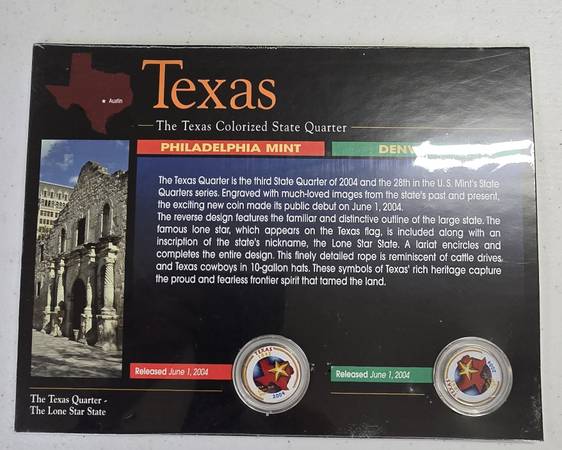 Austin
Texas
The Texas Colorized State Quarter
PHILADELPHIA MINT
DENV
The Texas Quarter is the third State Quarter of 2004 and the 28th in the U.S. Mint's State
Quarters series. Engraved with much-loved images from the state's past and present,
the exciting new coin made its public debut on June 1, 2004.
The reverse design features the familiar and distinctive outline of the large state. The
famous lone star, which appears on the Texas flag, is included along with an
inscription of the state's nickname, the Lone Star State. A lariat encircles and
completes the entire design. This finely detailed rope is reminiscent of cattle drives
and Texas cowboys in 10-gallon hats. These symbols of Texas' rich heritage capture
the proud and fearless frontier spirit that tamed the land.
Released June 1, 2004
TEXAS
2004
Released June 1, 2004
TEXAS
2004
The Texas Quarter -
The Lone Star State